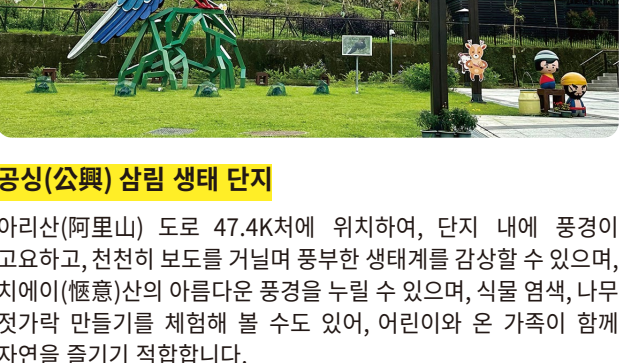 공싱(公興) 삼림 생태 단지
아리산(阿里山) 도로 47.4K처에 위치하여, 단지 내에 풍경이
고요하고, 천천히 보도를 거닐며 풍부한 생태계를 감상할 수 있으며,
치에이(愜意)산의 아름다운 풍경을 누릴 수 있으며, 식물 염색, 나무
젓가락 만들기를 체험해 볼 수도 있어, 어린이와 온 가족이 함께
자연을 즐기기 적합합니다.